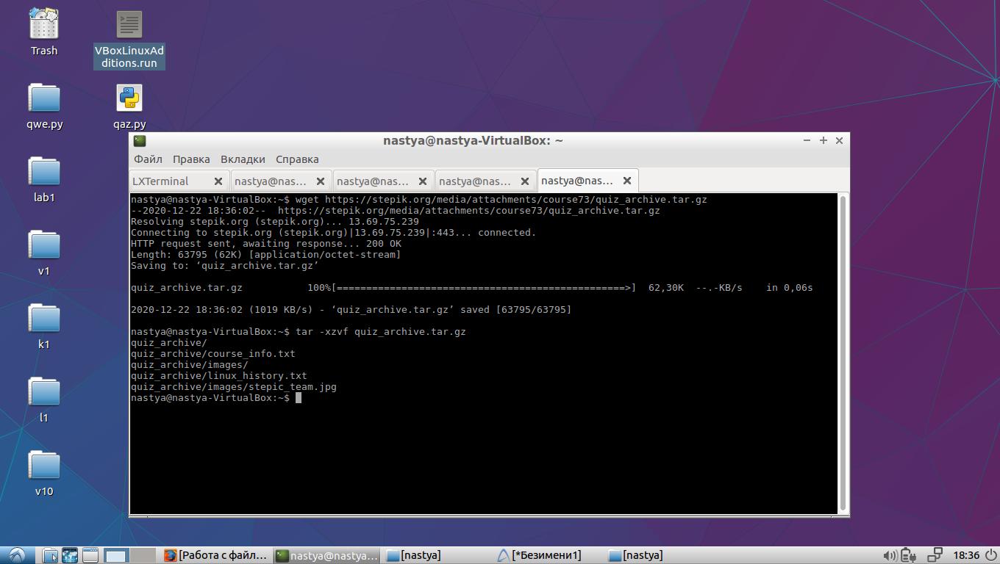 Trash
VBoxLinuxAd
ditions.run
qwe.py
qaz.py
lab1
v1
k1
l1
v10
nastya@nastya-VirtualBox: ~
Файл Правка Вкладки Справка
LXTerminal nastya@nas... nastya@nas... nastya@nas... nastya@nas...
nastya@nastya-VirtualBox:~$ wget https://stepik.org/media/attachments/course73/quiz_archive.tar.gz
--2020-12-22 18:36:02--  https://stepik.org/media/attachments/course73/quiz_archive.tar.gz
Resolving stepik.org (stepik.org)... 13.69.75.239
Connecting to stepik.org (stepik.org)|13.69.75.239|:443... connected.
HTTP request sent, awaiting response... 200 OK
Length: 63795 (62K) [application/octet-stream]
Saving to: ‘quiz_archive.tar.gz’
quiz_archive.tar.gz 100%[=================================================>] 62,30K --.-KB/s in 0,06s
2020-12-22 18:36:02 (1019 KB/s) - ‘quiz_archive.tar.gz’ saved [63795/63795]
nastya@nastya-VirtualBox:~$ tar -xzvf quiz_archive.tar.gz
quiz_archive/
quiz_archive/course_info.txt
quiz_archive/images/
quiz_archive/linux_history.txt
quiz_archive/images/stepic_team.jpg
nastya@nastya-VirtualBox:~$
[Работа с файл... nastya@nastya... [nastya] [*Безимени1] [nastya] 18:36